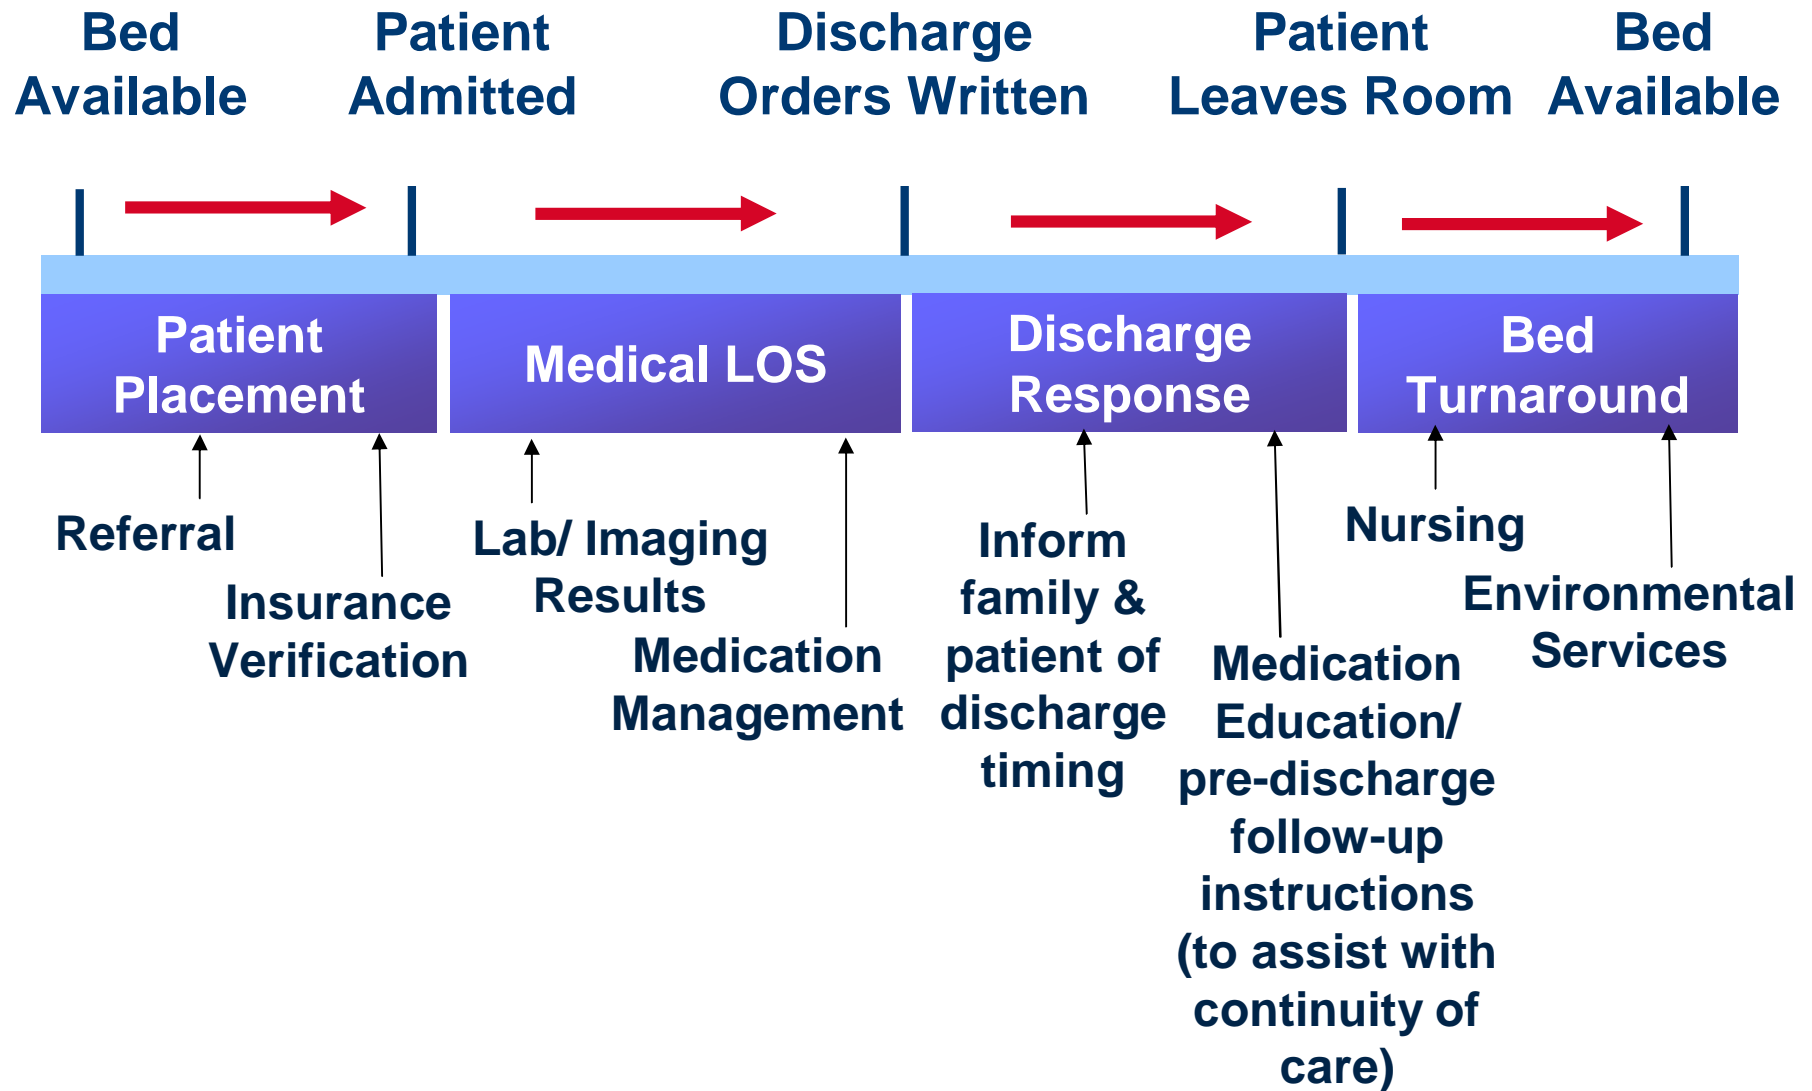 Bed
Available
Patient
Admitted
Discharge
Orders Written
Patient
Leaves Room
Bed
Available
Patient
Placement
Medical LOS
Discharge
Response
Bed
Turnaround
Referral
Insurance
Verification
Lab/ Imaging
Results
Medication
Management
Inform
family &
patient of
discharge
timing
Medication
Education/
pre-discharge
follow-up
instructions
(to assist with
continuity of
care)
Nursing
Environmental
Services